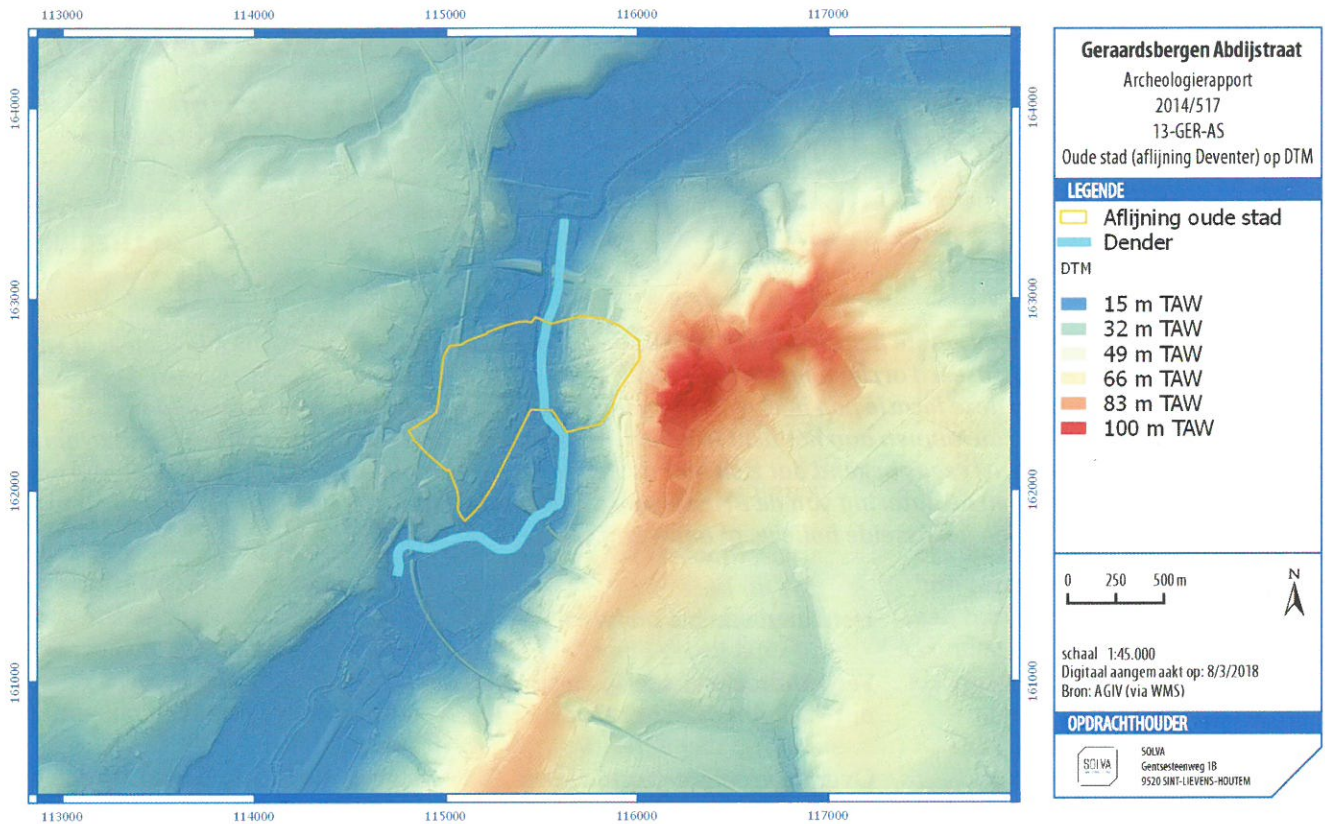 113000 114000 115000 116000 117000
164000
163000
162000
161000
164000
163000
162000
161000
113000 114000 115000 116000 117000
Geraardsbergen Abdijstraat
Archeologierapport
2014/517
13-GER-AS
Oude stad (aflijning Deventer) op DTM
LEGENDE
Aflijning oude stad
Dender
DTM
15 m TAW
32 m TAW
49 m TAW
66 m TAW
83 m TAW
100 m TAW
0 250 500 m
N
schaal 1:45.000
Digitaal aangemaakt op: 8/3/2018
Bron: AGIV (via WMS)
OPDRACHTHOUDER
SOLVA
SOLVA
Gentsesteenweg 1B
9520 SINT-LIEVENS-HOUTEM